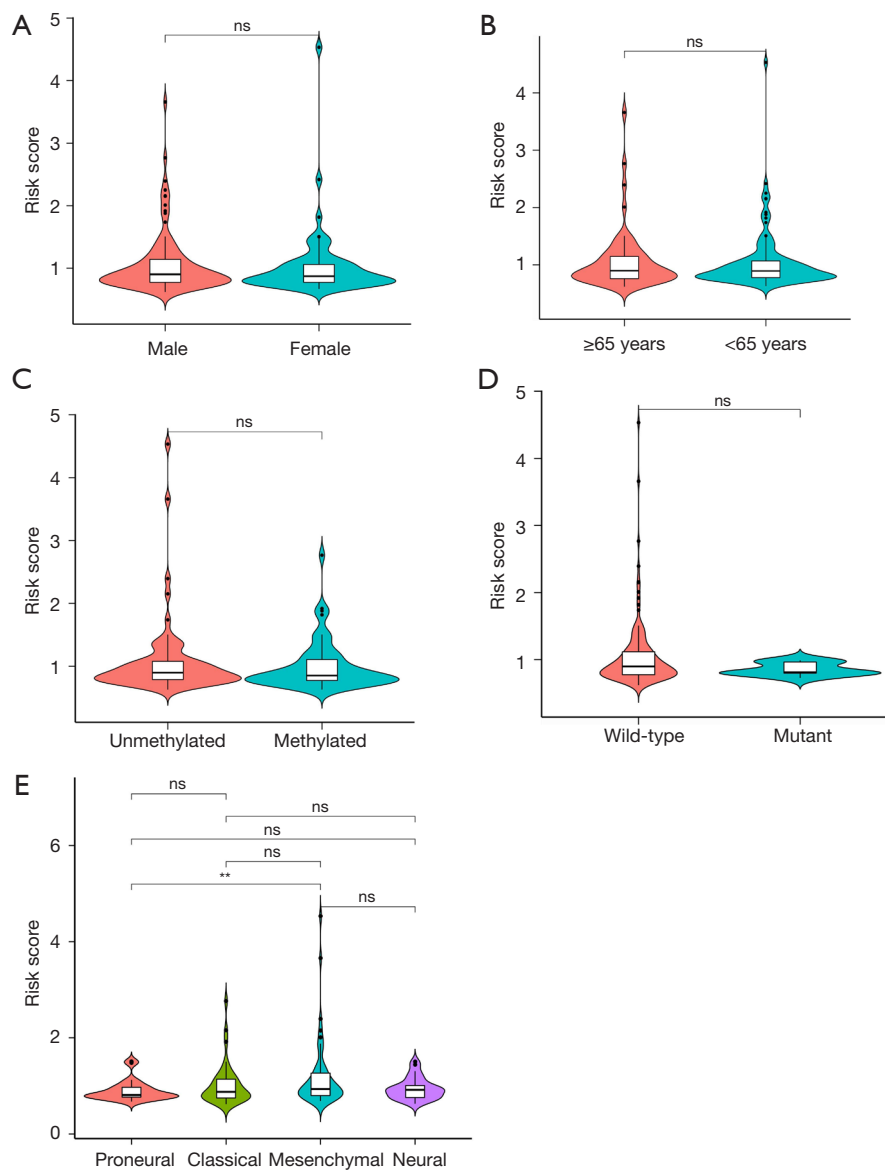 A
ns
5
4
3
2
1
Risk score
Male Female
B
ns
4
3
2
1
Risk score
≥65 years <65 years
C
ns
5
4
3
2
1
Risk score
Unmethylated Methylated
D
ns
5
4
3
2
1
Risk score
Wild-type Mutant
E
ns
ns
ns
ns
**
ns
6
4
2
0
Risk score
Proneural Classical Mesenchymal Neural